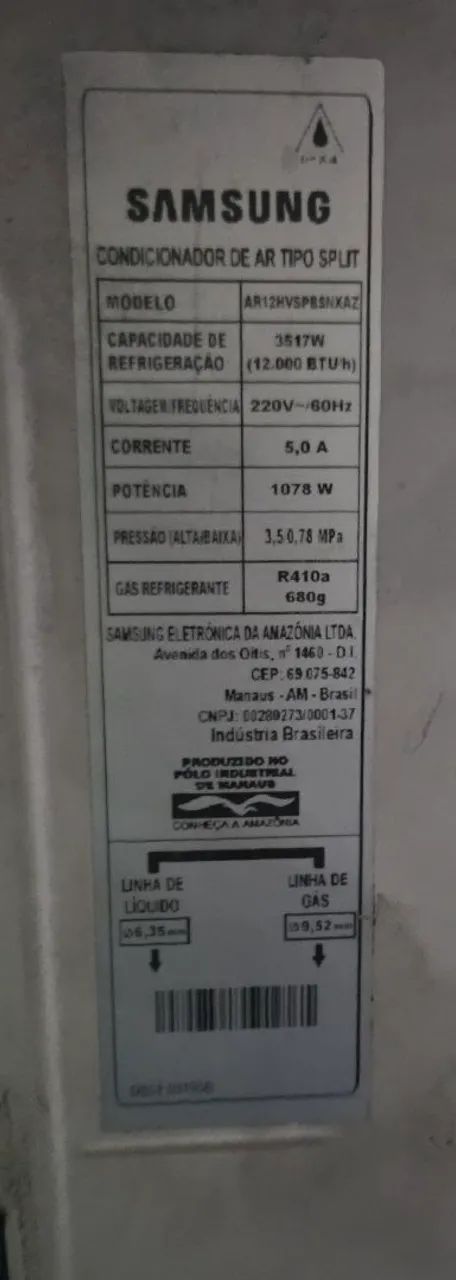 SAMSUNG
CONDICIONADOR DE AR TIPO SPLIT
MODELO AR12HVSPBSNXAZ
CAPACIDADE DE REFRIGERAÇÃO 3517W (12.000 BTU/h)
VOLTAGEM/FREQUÊNCIA 220V~/60Hz
CORRENTE 5,0 A
POTÊNCIA 1078 W
PRESSÃO (ALTA/BAIXA) 3,5/0,78 MPa
GÁS REFRIGERANTE R410a 680g
SAMSUNG ELETRÔNICA DA AMAZÔNIA LTDA.
Avenida dos Oitis, nº 1460 - D.I.
CEP: 69.075-842
Manaus - AM - Brasil
CNPJ: 00280273/0001-37
Indústria Brasileira
PRODUZIDO NO
PÓLO INDUSTRIAL
DE MANAUS
CONHEÇA A AMAZÔNIA
LINHA DE LÍQUIDO
LINHA DE GÁS
Ø6,35mm
Ø9,52mm